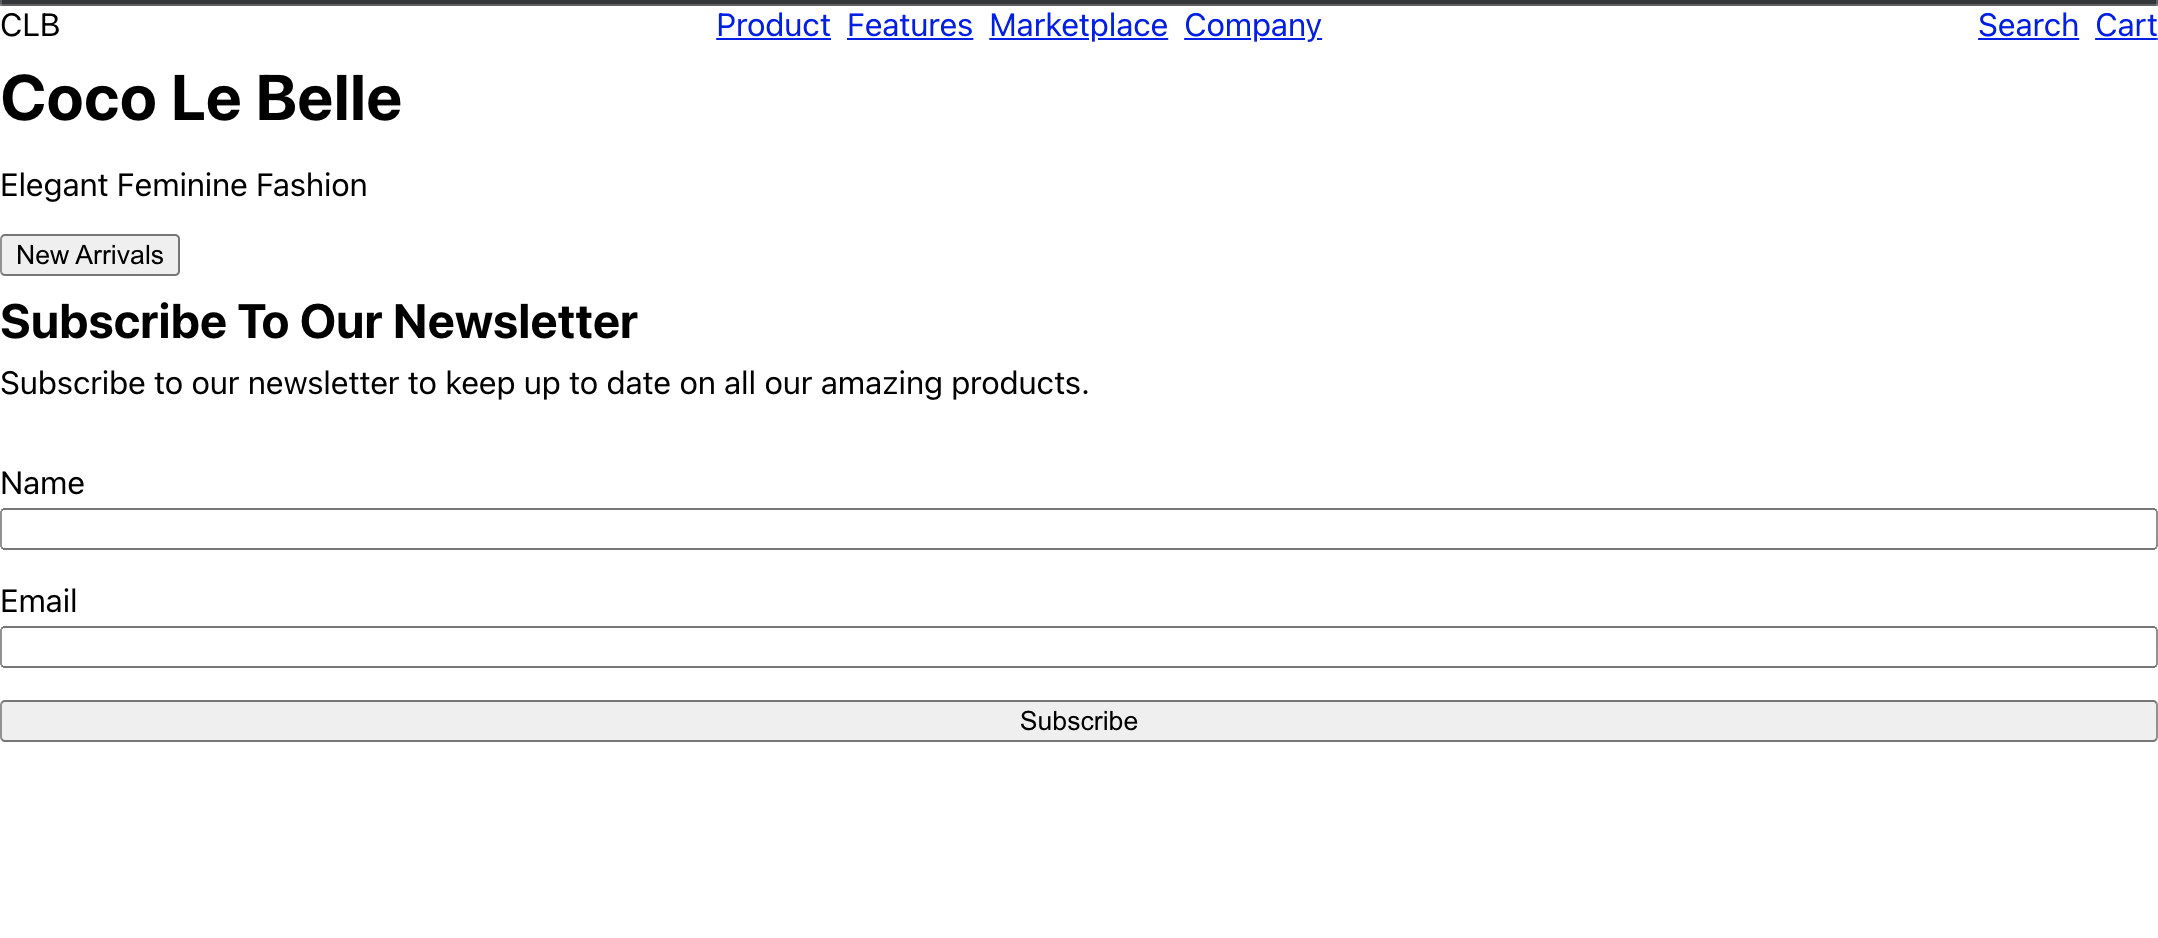 CLB Product Features Marketplace Company Search Cart
Coco Le Belle
Elegant Feminine Fashion
New Arrivals
Subscribe To Our Newsletter
Subscribe to our newsletter to keep up to date on all our amazing products.
Name
Email
Subscribe